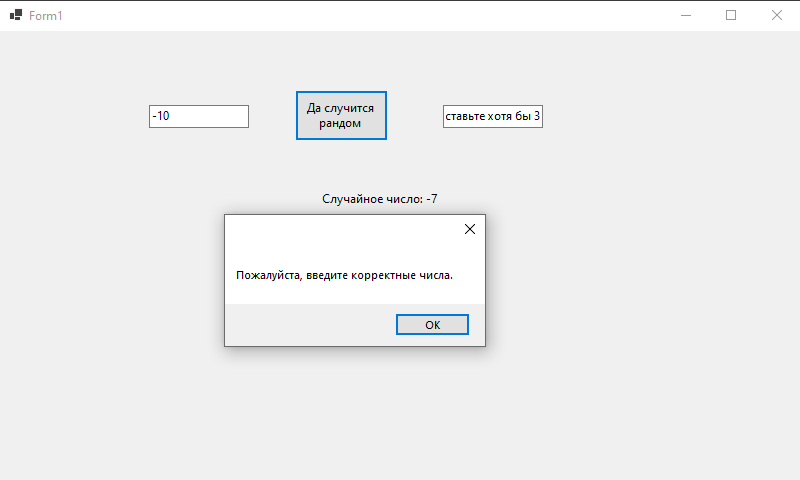 Form1
-10
Да случится
рандом
ставьте хотя бы 3
Случайное число: -7
Пожалуйста, введите корректные числа.
OK